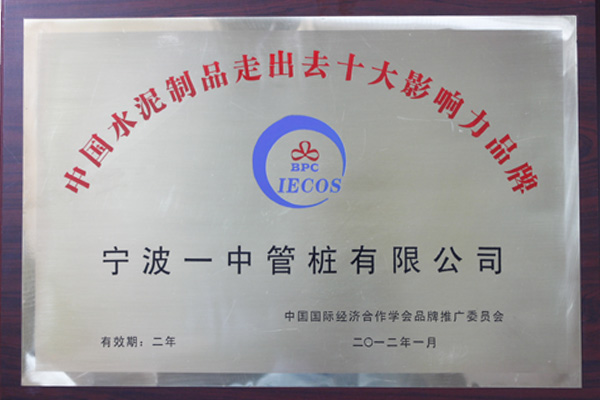 中国水泥制品走出去十大影响力品牌
BPC
IECOS
宁波一中管桩有限公司
中国国际经济合作学会品牌推广委员会
有效期：二年
二〇一二年一月